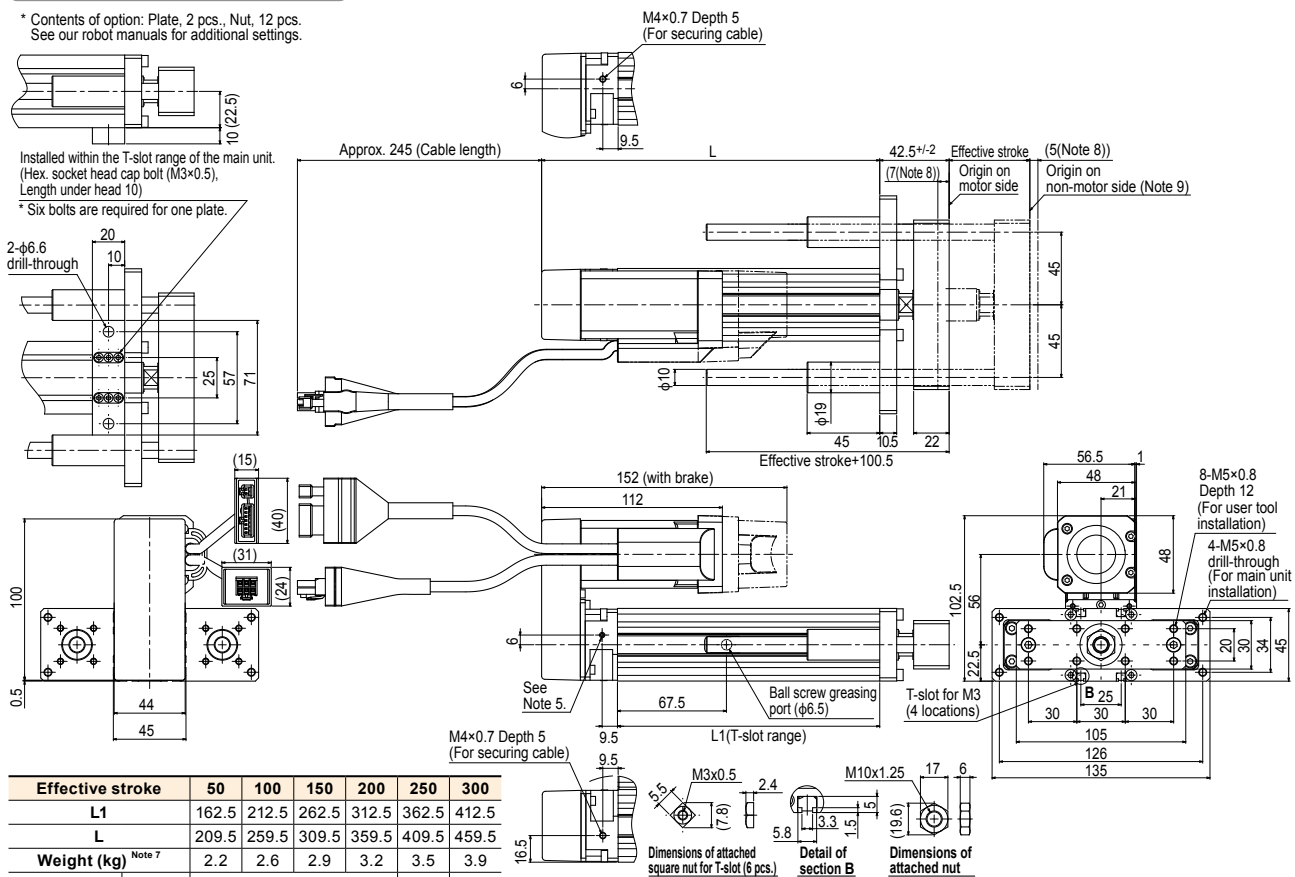 * Contents of option: Plate, 2 pcs., Nut, 12 pcs.
See our robot manuals for additional settings.
10 (22.5)
Installed within the T-slot range of the main unit.
(Hex. socket head cap bolt (M3×0.5),
Length under head 10)
* Six bolts are required for one plate.
20
10
2-ϕ6.6
drill-through
25
57
71
M4×0.7 Depth 5
(For securing cable)
6
9.5
Approx. 245 (Cable length)
L
42.5+/-2
Effective stroke
(5(Note 8))
(7(Note 8))
Origin on
motor side
Origin on
non-motor side (Note 9)
45
45
ϕ10
ϕ19
45
10.5
22
Effective stroke+100.5
(15)
(40)
(31)
(24)
100
0.5
44
45
152 (with brake)
112
6
See
Note 5.
67.5
Ball screw greasing
port (ϕ6.5)
9.5
L1(T-slot range)
56.5
1
48
21
8-M5×0.8
Depth 12
(For user tool
installation)
4-M5×0.8
drill-through
(For main unit
installation)
48
102.5
56
22.5
20
30
34
45
T-slot for M3
(4 locations)
B
25
30
30
30
105
126
135
M4×0.7 Depth 5
(For securing cable)
9.5
16.5
M3x0.5
5.5
(7.8)
2.4
Dimensions of attached
square nut for T-slot (6 pcs.)
5.8
3.3
1.5
5
Detail of
section B
M10x1.25
17
6
(19.6)
Dimensions of
attached nut
Effective stroke 50 100 150 200 250 300
L1 162.5 212.5 262.5 312.5 362.5 412.5
L 209.5 259.5 309.5 359.5 409.5 459.5
Weight (kg) Note 7 2.2 2.6 2.9 3.2 3.5 3.9